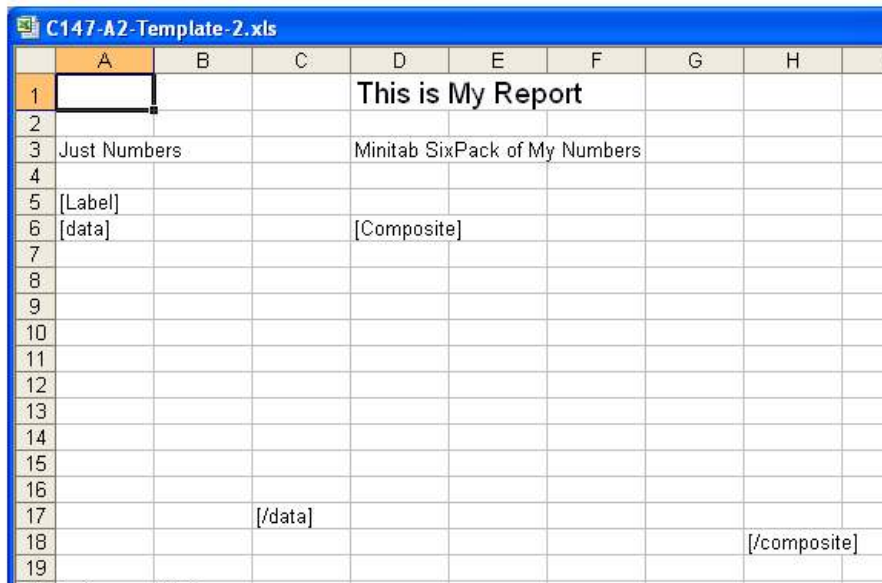 C147-A2-Template-2.xls
A B C D E F G H
1 This is My Report
2
3 Just Numbers Minitab SixPack of My Numbers
4
5 [Label]
6 [data] [Composite]
7
8
9
10
11
12
13
14
15
16
17 [/data]
18 [/composite]
19